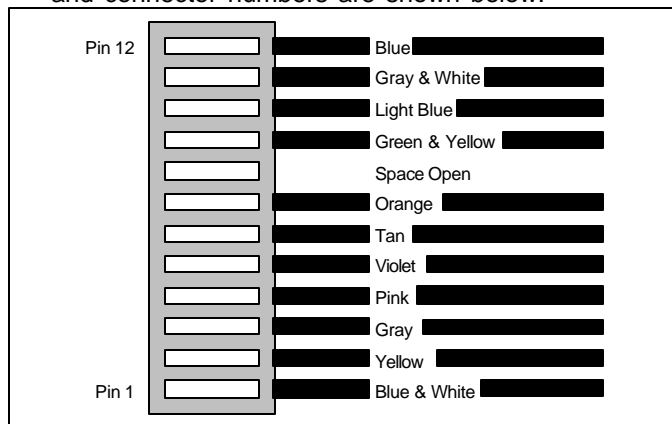 and connector numbers are shown below.
Pin 12 Blue
Gray & White
Light Blue
Green & Yellow
Space Open
Orange
Tan
Violet
Pink
Gray
Yellow
Pin 1 Blue & White